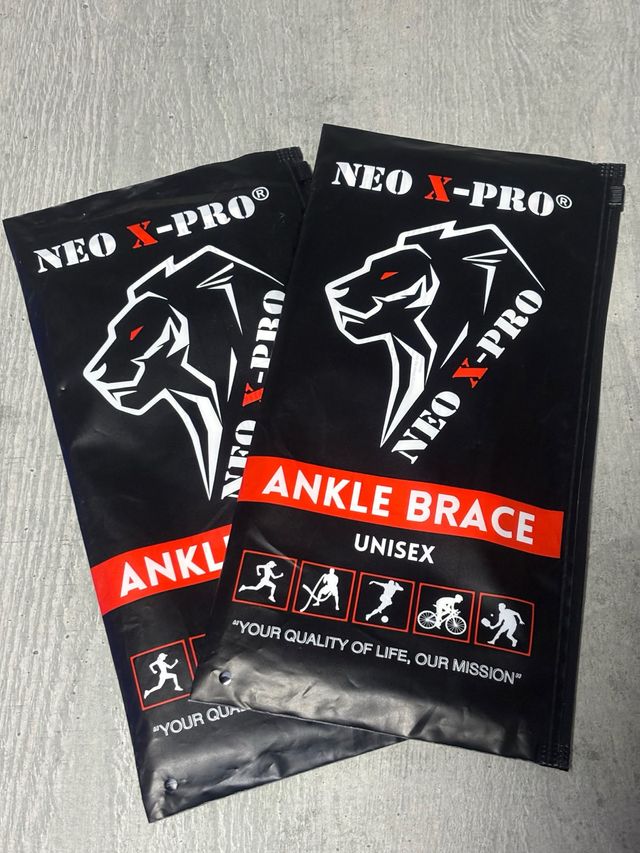 NEO X-PRO®
NEO X-PRO
ANKLE BRACE
UNISEX
"YOUR QUALITY OF LIFE, OUR MISSION"
NEO X-PRO®
NEO X-PRO
ANKL
"YOUR QUA